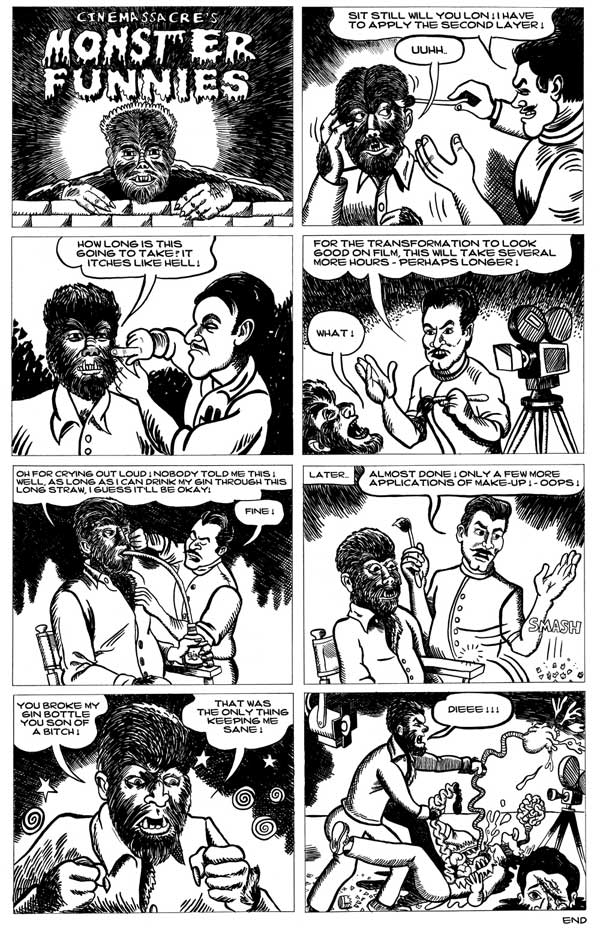 CINEMASSACRE'S
MONSTER
FUNNIES
SIT STILL WILL YOU LON! I HAVE
TO APPLY THE SECOND LAYER!
UUHH..
HOW LONG IS THIS
GOING TO TAKE? IT
ITCHES LIKE HELL!
FOR THE TRANSFORMATION TO LOOK
GOOD ON FILM, THIS WILL TAKE SEVERAL
MORE HOURS - PERHAPS LONGER!
WHAT!
OH FOR CRYING OUT LOUD! NOBODY TOLD ME THIS!
WELL, AS LONG AS I CAN DRINK MY GIN THROUGH THIS
LONG STRAW, I GUESS IT'LL BE OKAY!
FINE!
LATER..
ALMOST DONE! ONLY A FEW MORE
APPLICATIONS OF MAKE-UP! - OOPS!
SMASH
YOU BROKE MY
GIN BOTTLE
YOU SON OF
A BITCH!
THAT WAS
THE ONLY THING
KEEPING ME
SANE!
DIEEE!!!
END